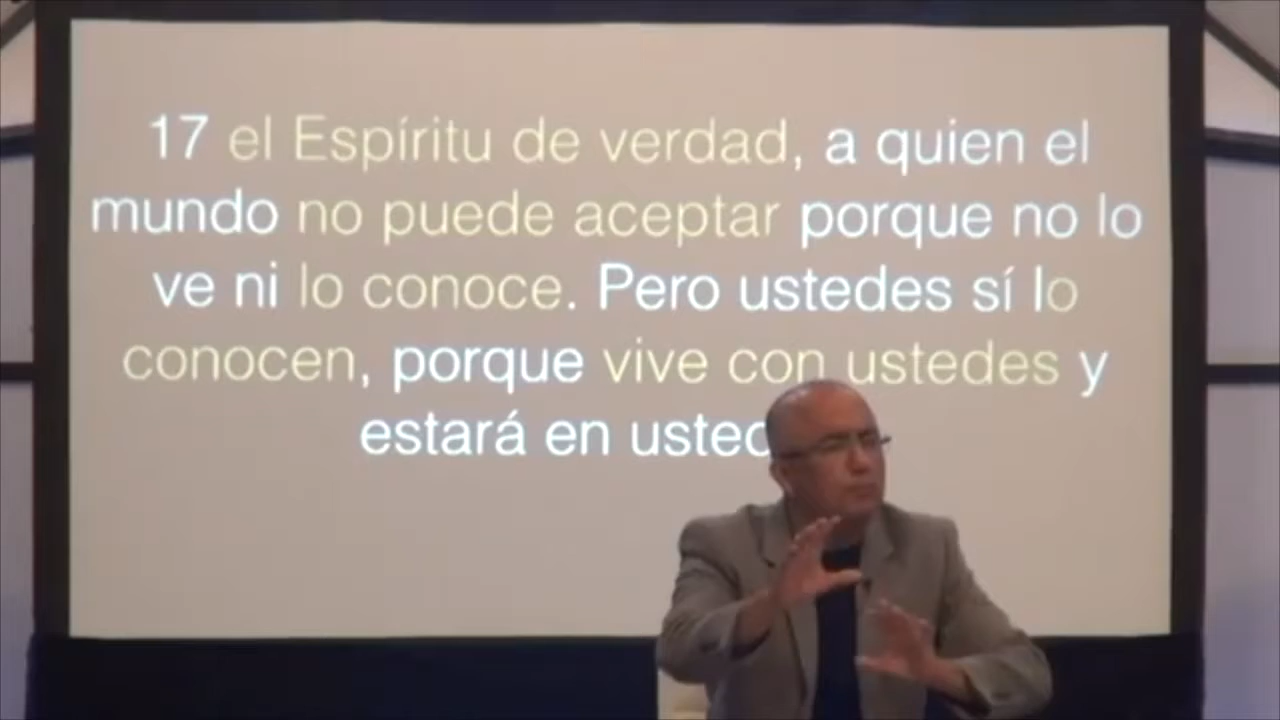 17 el Espíritu de verdad, a quien el
mundo no puede aceptar porque no lo
ve ni lo conoce. Pero ustedes sí lo
conocen, porque vive con ustedes y
estará en